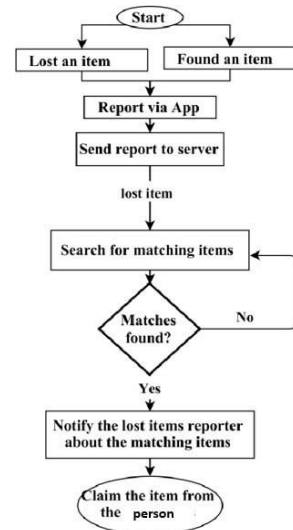 Start
Lost an item
Found an item
Report via App
Send report to server
lost item
Search for matching items
Matches
found?
No
Yes
Notify the lost items reporter
about the matching items
Claim the item from
the person